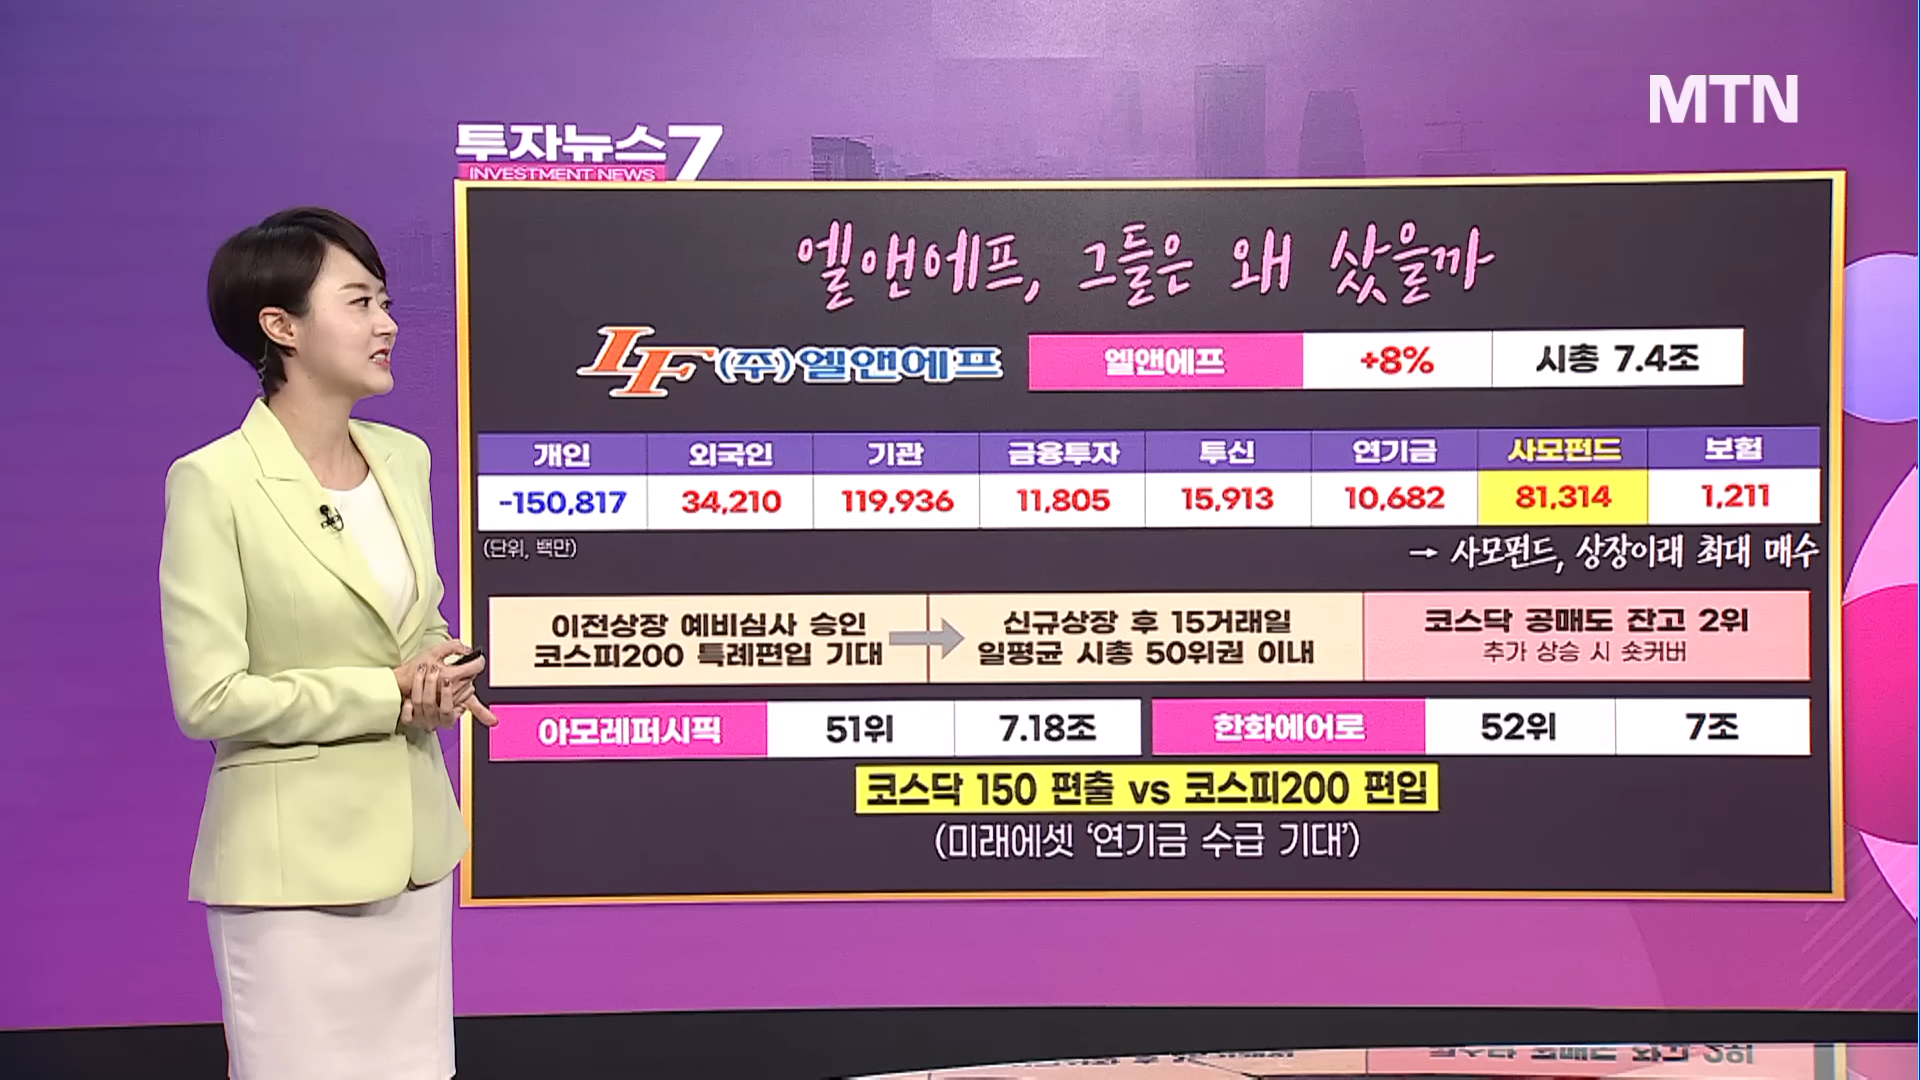 MTN
투자뉴스7
INVESTMENT NEWS
엘앤에프, 그들은 왜 샀을까
LF (주)엘앤에프
엘앤에프 +8% 시총 7.4조
개인 외국인 기관 금융투자 투신 연기금 사모펀드 보험
-150,817 34,210 119,936 11,805 15,913 10,682 81,314 1,211
(단위, 백만)
→ 사모펀드, 상장이래 최대 매수
이전상장 예비심사 승인
코스피200 특례편입 기대
신규상장 후 15거래일
일평균 시총 50위권 이내
코스닥 공매도 잔고 2위
추가 상승 시 숏커버
아모레퍼시픽 51위 7.18조 한화에어로 52위 7조
코스닥 150 편출 vs 코스피200 편입
(미래에셋 ‘연기금 수급 기대’)